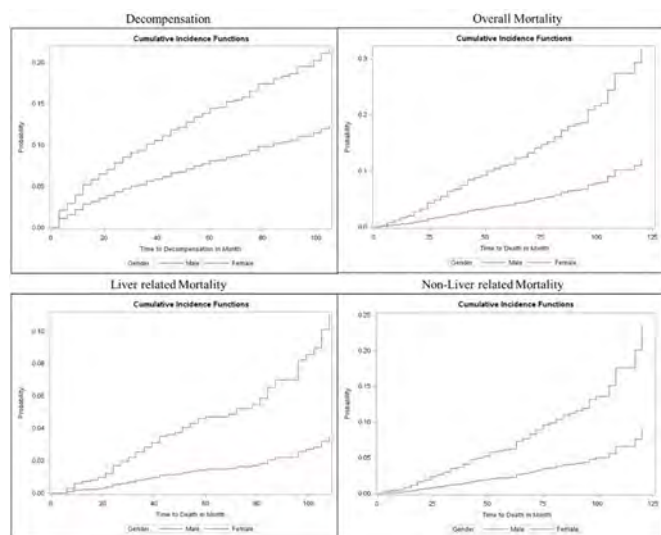 Decompensation
Cumulative Incidence Functions
0.20
0.15
0.10
0.05
0.00
Probability
0 20 40 60 80 100
Time to Decompensation in Month
Gender Male Female
Overall Mortality
Cumulative Incidence Functions
0.3
0.2
0.1
0.0
Probability
0 25 50 75 100 125
Time to Death in Month
Gender Male Female
Liver related Mortality
Cumulative Incidence Functions
0.10
0.08
0.06
0.04
0.02
0.00
Probability
0 20 40 60 80 100
Time to Death in Month
Gender Male Female
Non-Liver related Mortality
Cumulative Incidence Functions
0.25
0.20
0.15
0.10
0.05
0.00
Probability
0 25 50 75 100 125
Time to Death in Month
Gender Male Female